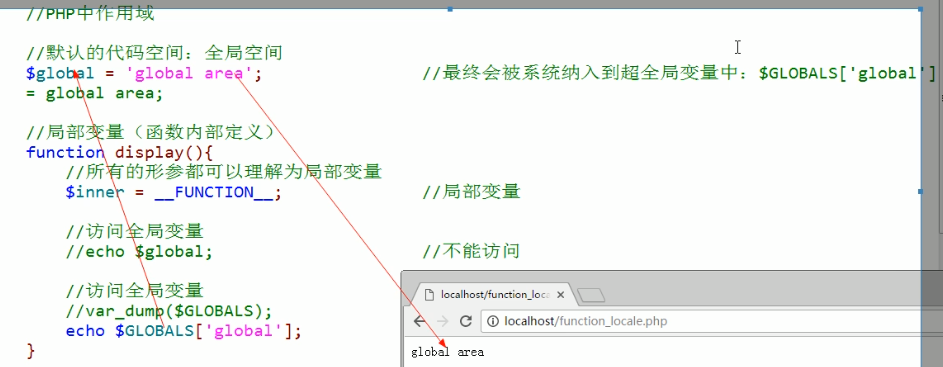 //PHP中作用域
//默认的代码空间：全局空间
$global = 'global area'; //最终会被系统纳入到超全局变量中：$GLOBALS['global']
= global area;
//局部变量（函数内部定义）
function display(){
//所有的形参都可以理解为局部变量
$inner = __FUNCTION__; //局部变量
//访问全局变量
//echo $global; //不能访问
//访问全局变量
//var_dump($GLOBALS);
echo $GLOBALS['global'];
}
localhost/function_loca
localhost/function_locale.php
global area